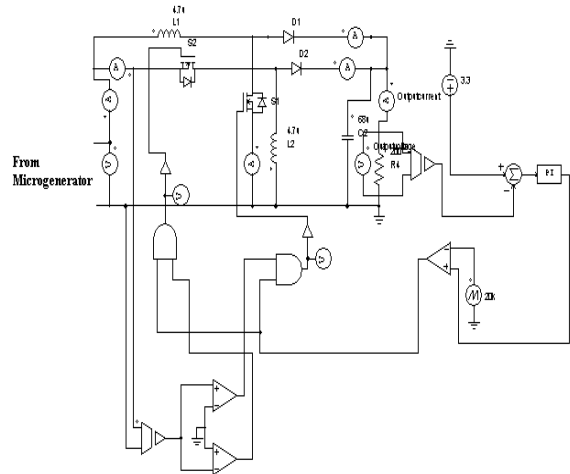 4.7u
L1
D1
A
S2
D2
A
A
A
3.3
A
V
S1
4.7u
L2
A
68u
C2
Outputcurrent
Outputvoltage
R4
V
From
Microgenerator
+
-
Σ
PI
V
V
-
+
20k
+
-
+
-